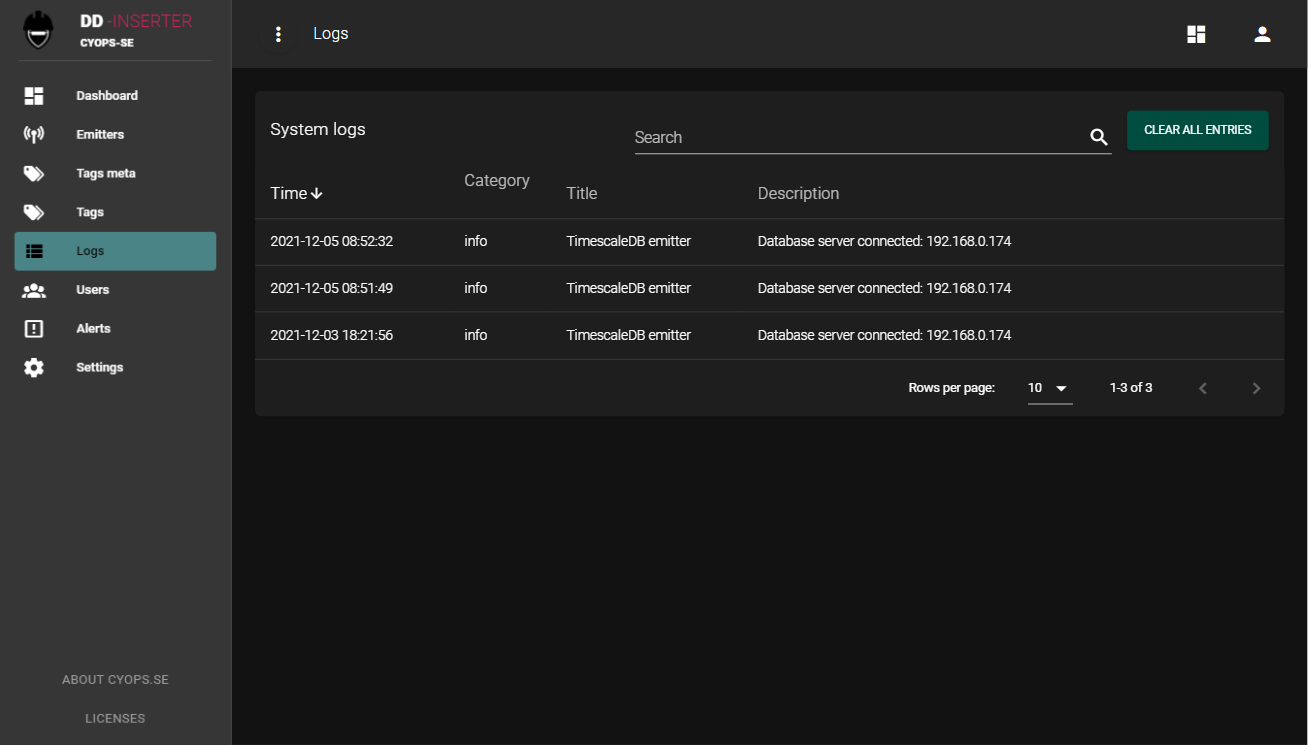 DD-INSERTER
CYOPS-SE
Dashboard
Emitters
Tags meta
Tags
Logs
Users
Alerts
Settings
ABOUT CYOPS.SE
LICENSES
Logs
System logs
Search
CLEAR ALL ENTRIES
Time Category Title Description
2021-12-05 08:52:32 info TimescaleDB emitter Database server connected: 192.168.0.174
2021-12-05 08:51:49 info TimescaleDB emitter Database server connected: 192.168.0.174
2021-12-03 18:21:56 info TimescaleDB emitter Database server connected: 192.168.0.174
Rows per page: 10 1-3 of 3